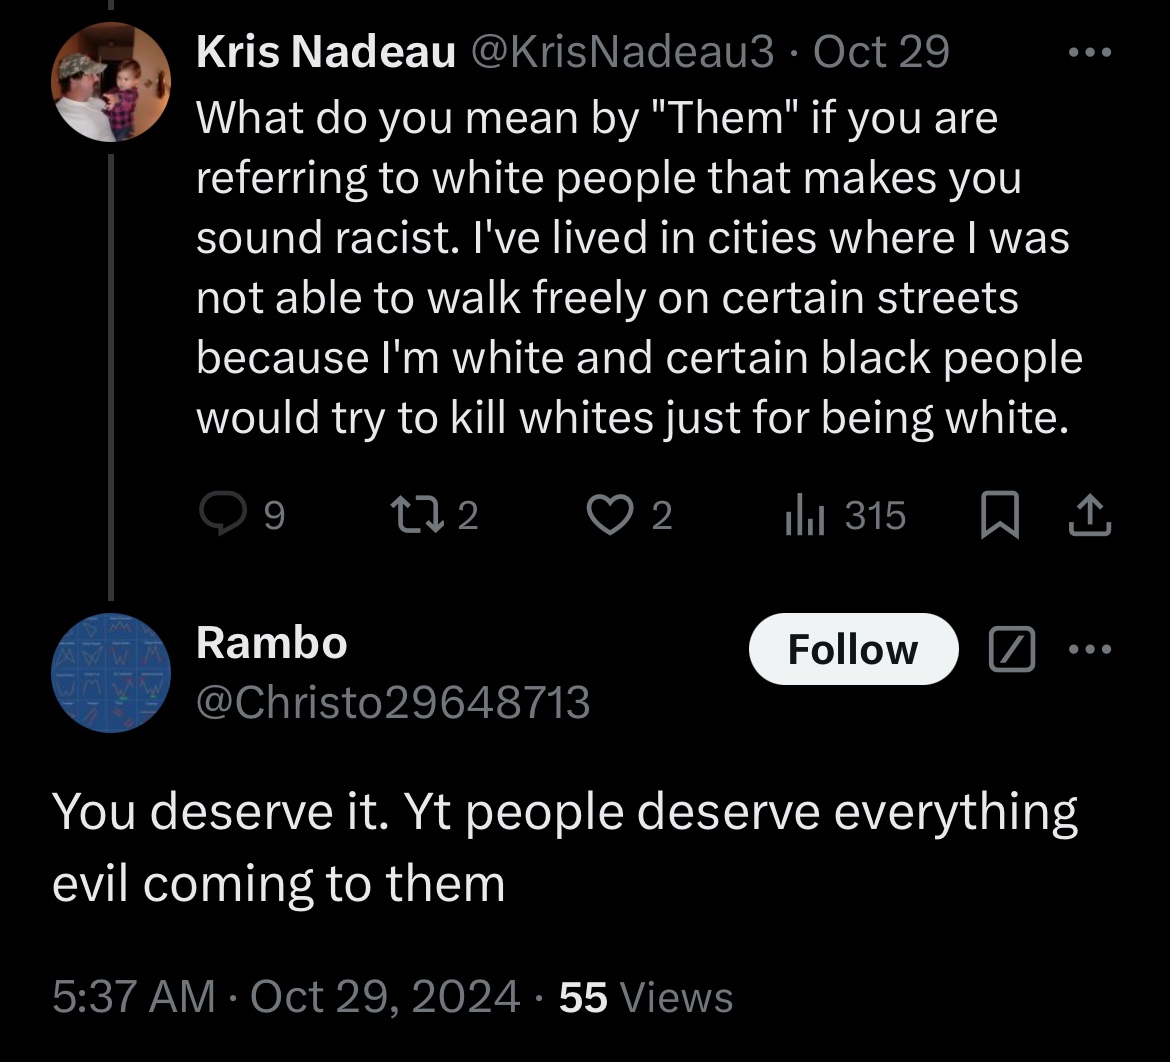 Kris Nadeau @KrisNadeau3 · Oct 29
What do you mean by "Them" if you are
referring to white people that makes you
sound racist. I've lived in cities where I was
not able to walk freely on certain streets
because I'm white and certain black people
would try to kill whites just for being white.
9 2 2 315
Rambo
Follow
@Christo29648713
You deserve it. Yt people deserve everything
evil coming to them
5:37 AM · Oct 29, 2024 · 55 Views